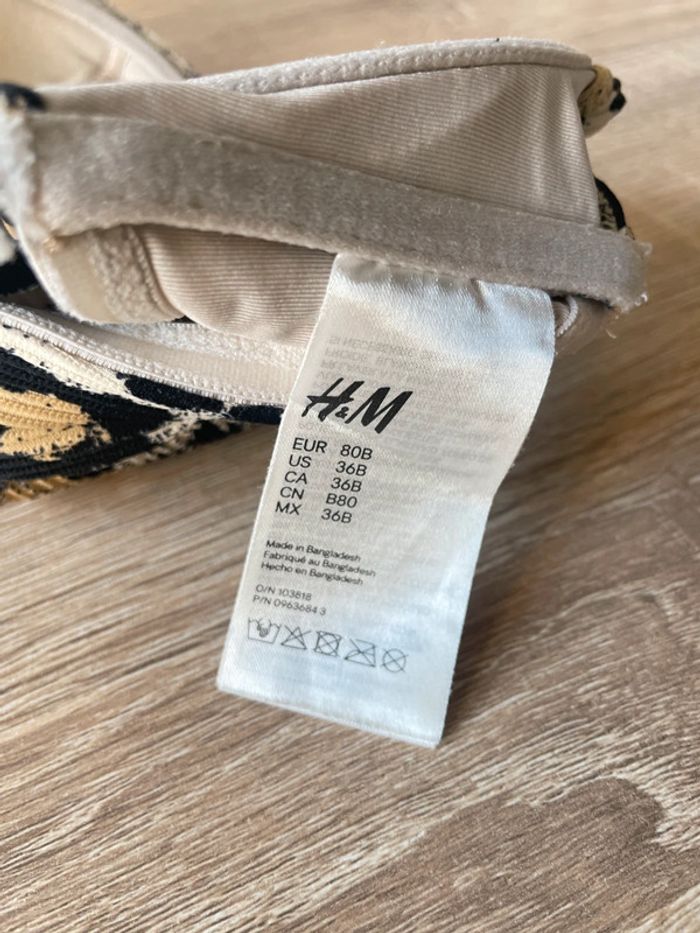 H&M
EUR 80B
US 36B
CA 36B
CN B80
MX 36B
Made in Bangladesh
Fabriqué au Bangladesh
Hecho en Bangladesh
O/N 103818
P/N 0963684 3